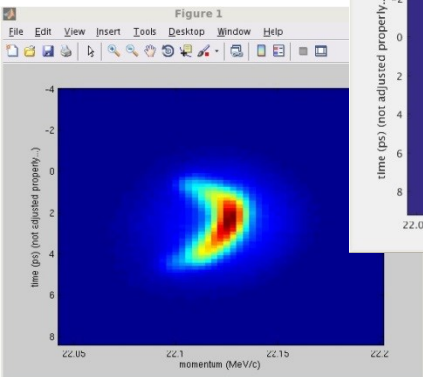 Figure 1
File Edit View Insert Tools Desktop Window Help
-4
-2
0
2
4
6
8
time (ps) (not adjusted properly...)
22.05 22.1 22.15 22.2
momentum (MeV/c)
-2
0
2
4
6
8
time (ps) (not adjusted properly..
22.0